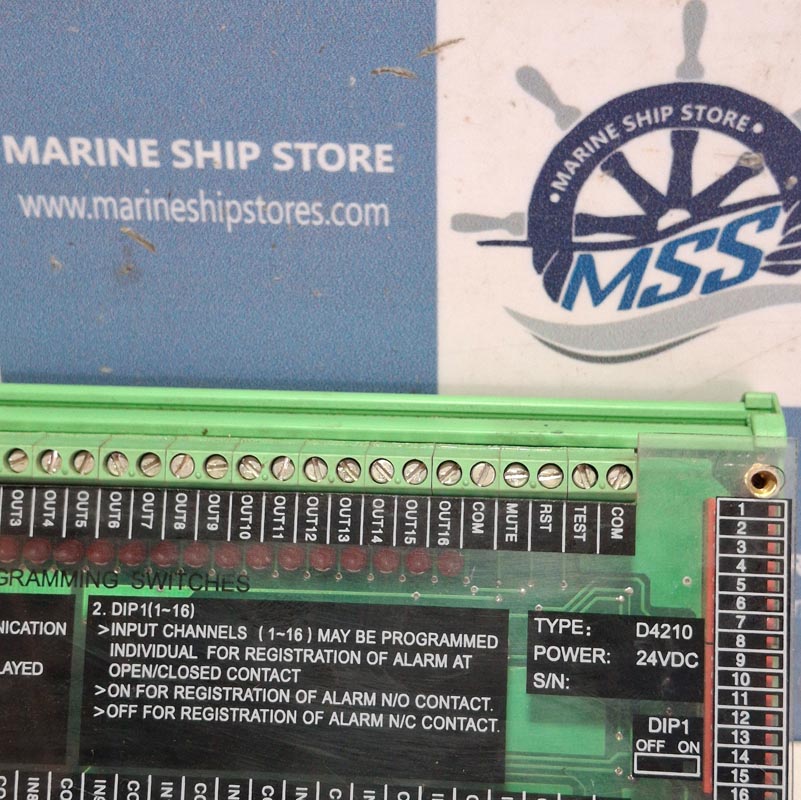 MARINE SHIP STORE
www.marineshipstores.com
• MARINE SHIP STORE •
MSS
OUT3 OUT4 OUT5 OUT6 OUT7 OUT8 OUT9 OUT10 OUT11 OUT12 OUT13 OUT14 OUT15 OUT16 COM MUTE RST TEST COM
GRAMMING SWITCHES
NICATION
LAYED
2. DIP1(1~16)
>INPUT CHANNELS (1~16) MAY BE PROGRAMMED
INDIVIDUAL FOR REGISTRATION OF ALARM AT
OPEN/CLOSED CONTACT
>ON FOR REGISTRATION OF ALARM N/O CONTACT.
>OFF FOR REGISTRATION OF ALARM N/C CONTACT.
TYPE: D4210
POWER: 24VDC
S/N:
DIP1
OFF ON
1
2
3
4
5
6
7
8
9
10
11
12
13
14
15
16